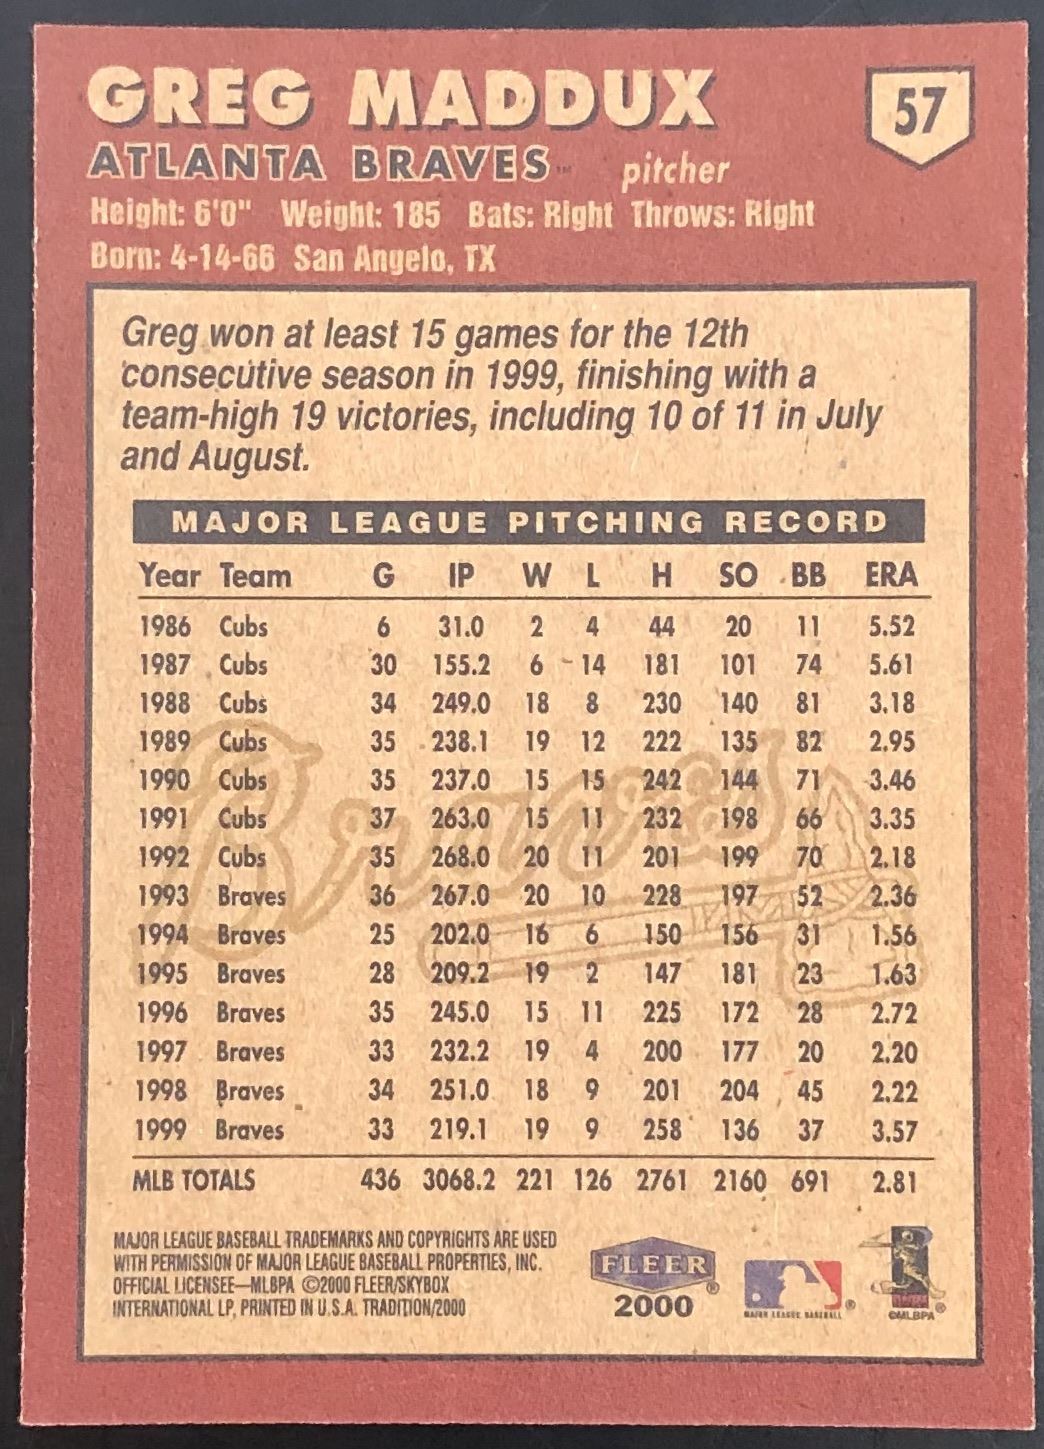 GREG MADDUX
57
ATLANTA BRAVES™ pitcher
Height: 6'0" Weight: 185 Bats: Right Throws: Right
Born: 4-14-66 San Angelo, TX
Greg won at least 15 games for the 12th
consecutive season in 1999, finishing with a
team-high 19 victories, including 10 of 11 in July
and August.
MAJOR LEAGUE PITCHING RECORD
Year Team G IP W L H SO BB ERA
1986 Cubs 6 31.0 2 4 44 20 11 5.52
1987 Cubs 30 155.2 6 14 181 101 74 5.61
1988 Cubs 34 249.0 18 8 230 140 81 3.18
1989 Cubs 35 238.1 19 12 222 135 82 2.95
1990 Cubs 35 237.0 15 15 242 144 71 3.46
1991 Cubs 37 263.0 15 11 232 198 66 3.35
1992 Cubs 35 268.0 20 11 201 199 70 2.18
1993 Braves 36 267.0 20 10 228 197 52 2.36
1994 Braves 25 202.0 16 6 150 156 31 1.56
1995 Braves 28 209.2 19 2 147 181 23 1.63
1996 Braves 35 245.0 15 11 225 172 28 2.72
1997 Braves 33 232.2 19 4 200 177 20 2.20
1998 Braves 34 251.0 18 9 201 204 45 2.22
1999 Braves 33 219.1 19 9 258 136 37 3.57
MLB TOTALS 436 3068.2 221 126 2761 2160 691 2.81
Braves
MAJOR LEAGUE BASEBALL TRADEMARKS AND COPYRIGHTS ARE USED
WITH PERMISSION OF MAJOR LEAGUE BASEBALL PROPERTIES, INC.
OFFICIAL LICENSEE—MLBPA ©2000 FLEER/SKYBOX
INTERNATIONAL LP, PRINTED IN U.S.A. TRADITION/2000
FLEER®
2000
MAJOR LEAGUE BASEBALL®
©MLBPA®